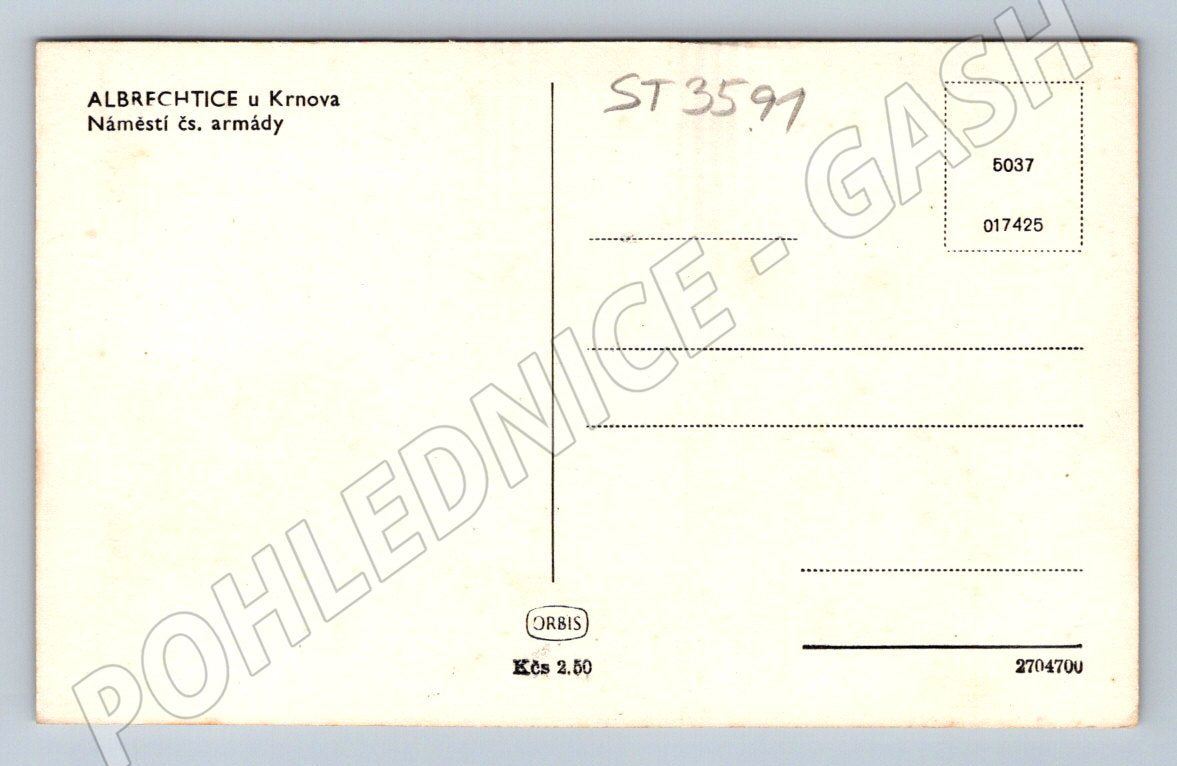 ALBRECHTICE u Krnova
Náměstí čs. armády
ST 3591
5037
017425
ORBIS
Kčs 2.50
2704700
POHLEDNICE - GASH